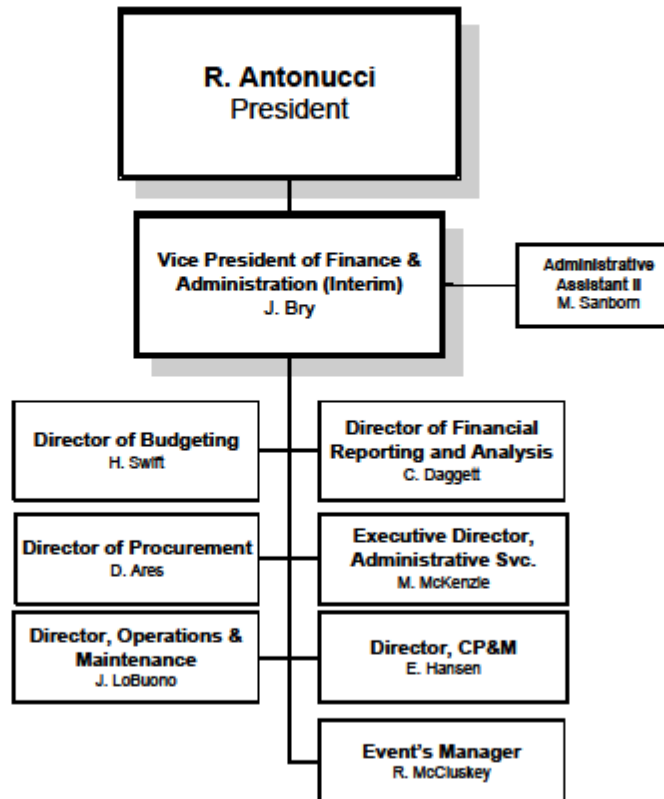 R. Antonucci
President
Vice President of Finance &
Administration (Interim)
J. Bry
Administrative
Assistant II
M. Sanborn
Director of Budgeting
H. Swift
Director of Financial
Reporting and Analysis
C. Daggett
Director of Procurement
D. Ares
Executive Director,
Administrative Svc.
M. McKenzie
Director, Operations &
Maintenance
J. LoBuono
Director, CP&M
E. Hansen
Event's Manager
R. McCluskey